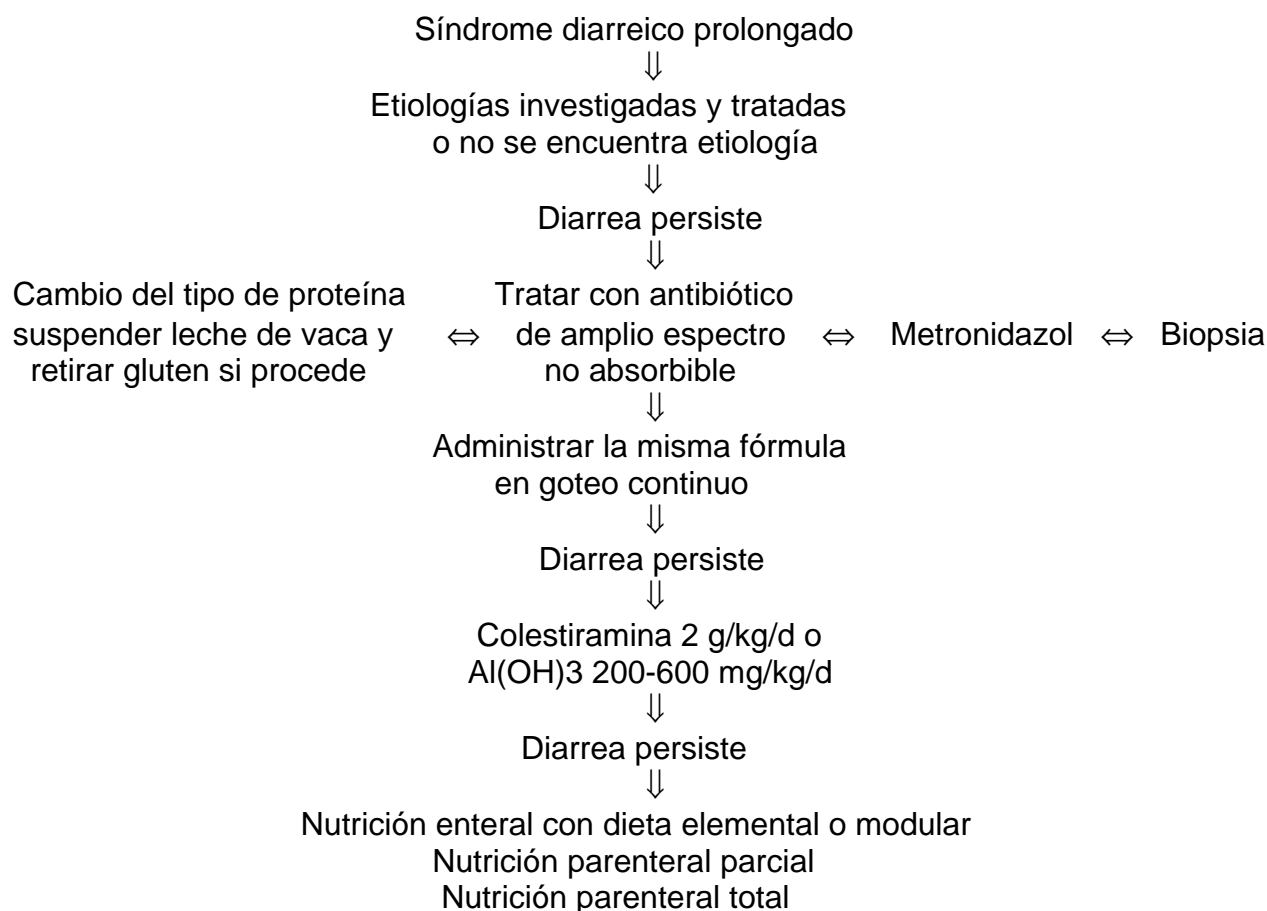 Síndrome diarreico prolongado
⇓
Etiologías investigadas y tratadas
o no se encuentra etiología
⇓
Diarrea persiste
⇓
Cambio del tipo de proteína Tratar con antibiótico
suspender leche de vaca y ⇔ de amplio espectro ⇔ Metronidazol ⇔ Biopsia
retirar gluten si procede no absorbible
⇓
Administrar la misma fórmula
en goteo continuo
⇓
Diarrea persiste
⇓
Colestiramina 2 g/kg/d o
Al(OH)3 200-600 mg/kg/d
⇓
Diarrea persiste
⇓
Nutrición enteral con dieta elemental o modular
Nutrición parenteral parcial
Nutrición parenteral total